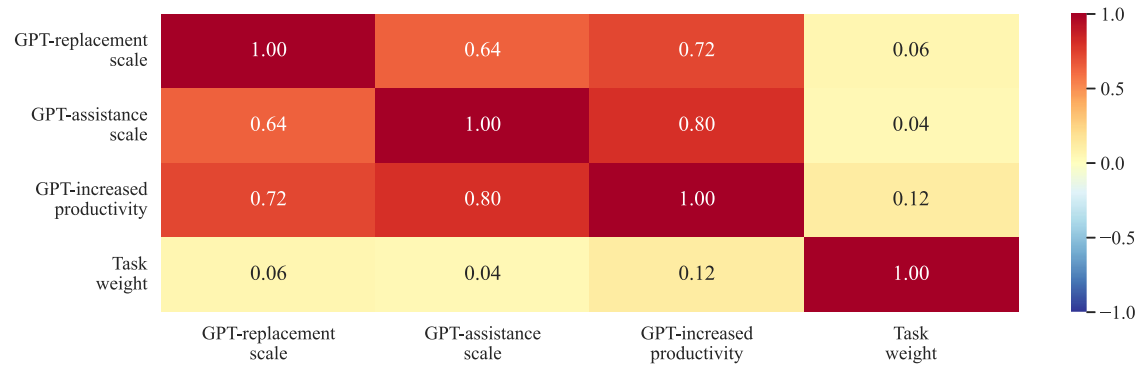 GPT-replacement
scale
1.00
0.64
0.72
0.06
GPT-assistance
scale
0.64
1.00
0.80
0.04
GPT-increased
productivity
0.72
0.80
1.00
0.12
Task
weight
0.06
0.04
0.12
1.00
GPT-replacement
scale
GPT-assistance
scale
GPT-increased
productivity
Task
weight
1.0
0.5
0.0
−0.5
−1.0